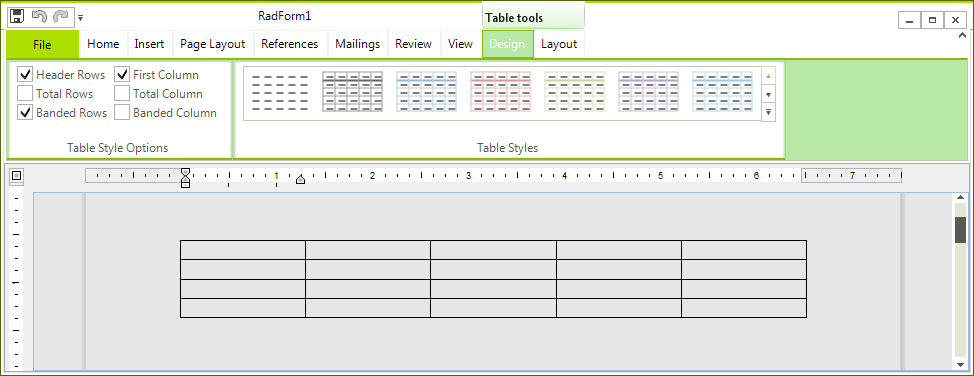 RadForm1
Table tools
File Home Insert Page Layout References Mailings Review View Design Layout
Header Rows First Column
Total Rows Total Column
Banded Rows Banded Column
Table Style Options Table Styles
1 2 3 4 5 6 7